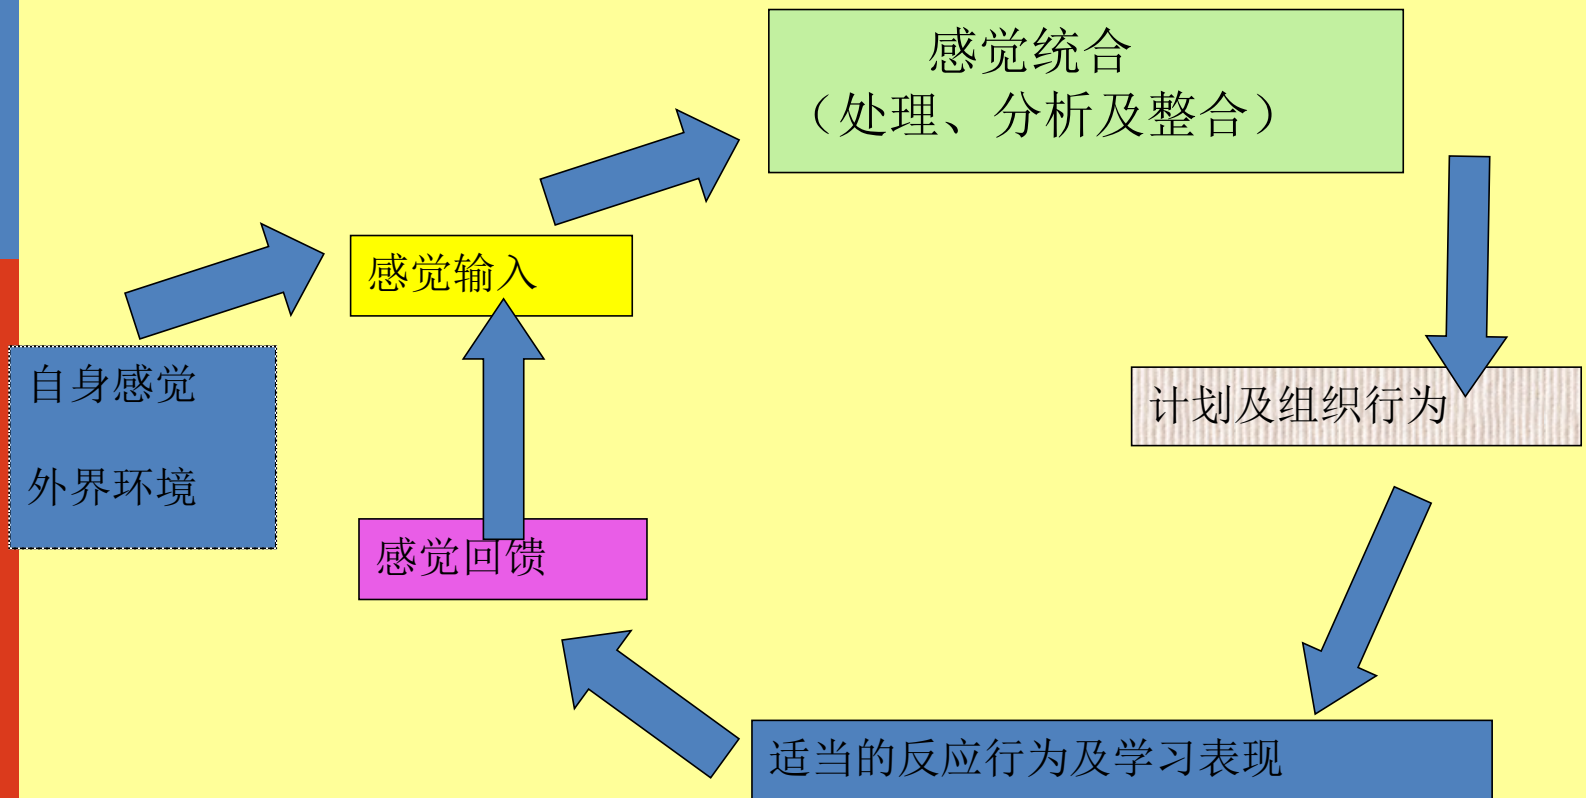 感觉统合
（处理、分析及整合）
感觉输入
自身感觉
外界环境
计划及组织行为
感觉回馈
适当的反应行为及学习表现